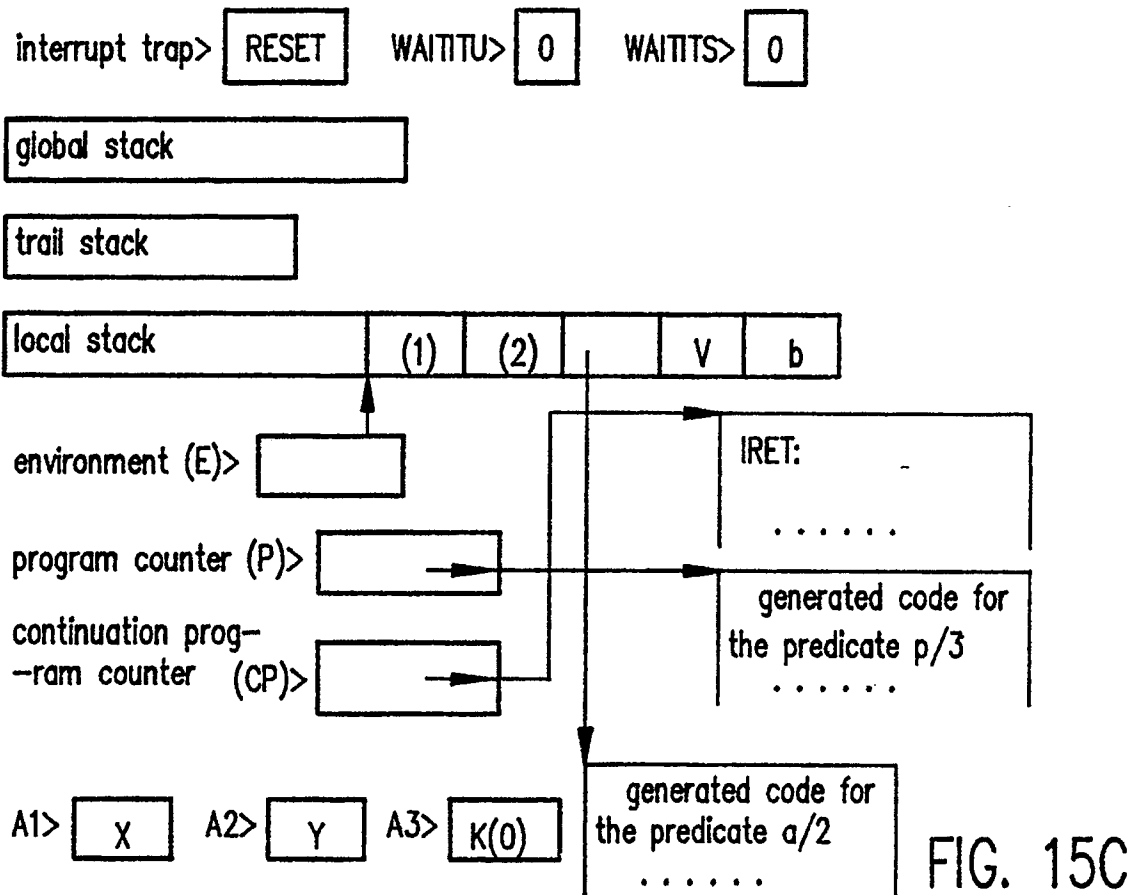 interrupt trap> RESET WAITITU> 0 WAITITS> 0
global stack
trail stack
local stack (1) (2) V b
environment (E)>
IRET:
. . . . . .
program counter (P)>
generated code for
the predicate p/3
. . . . . .
continuation prog-
-ram counter (CP)>
A1> X A2> Y A3> K(0)
generated code for
the predicate a/2
. . . . . .
FIG. 15C